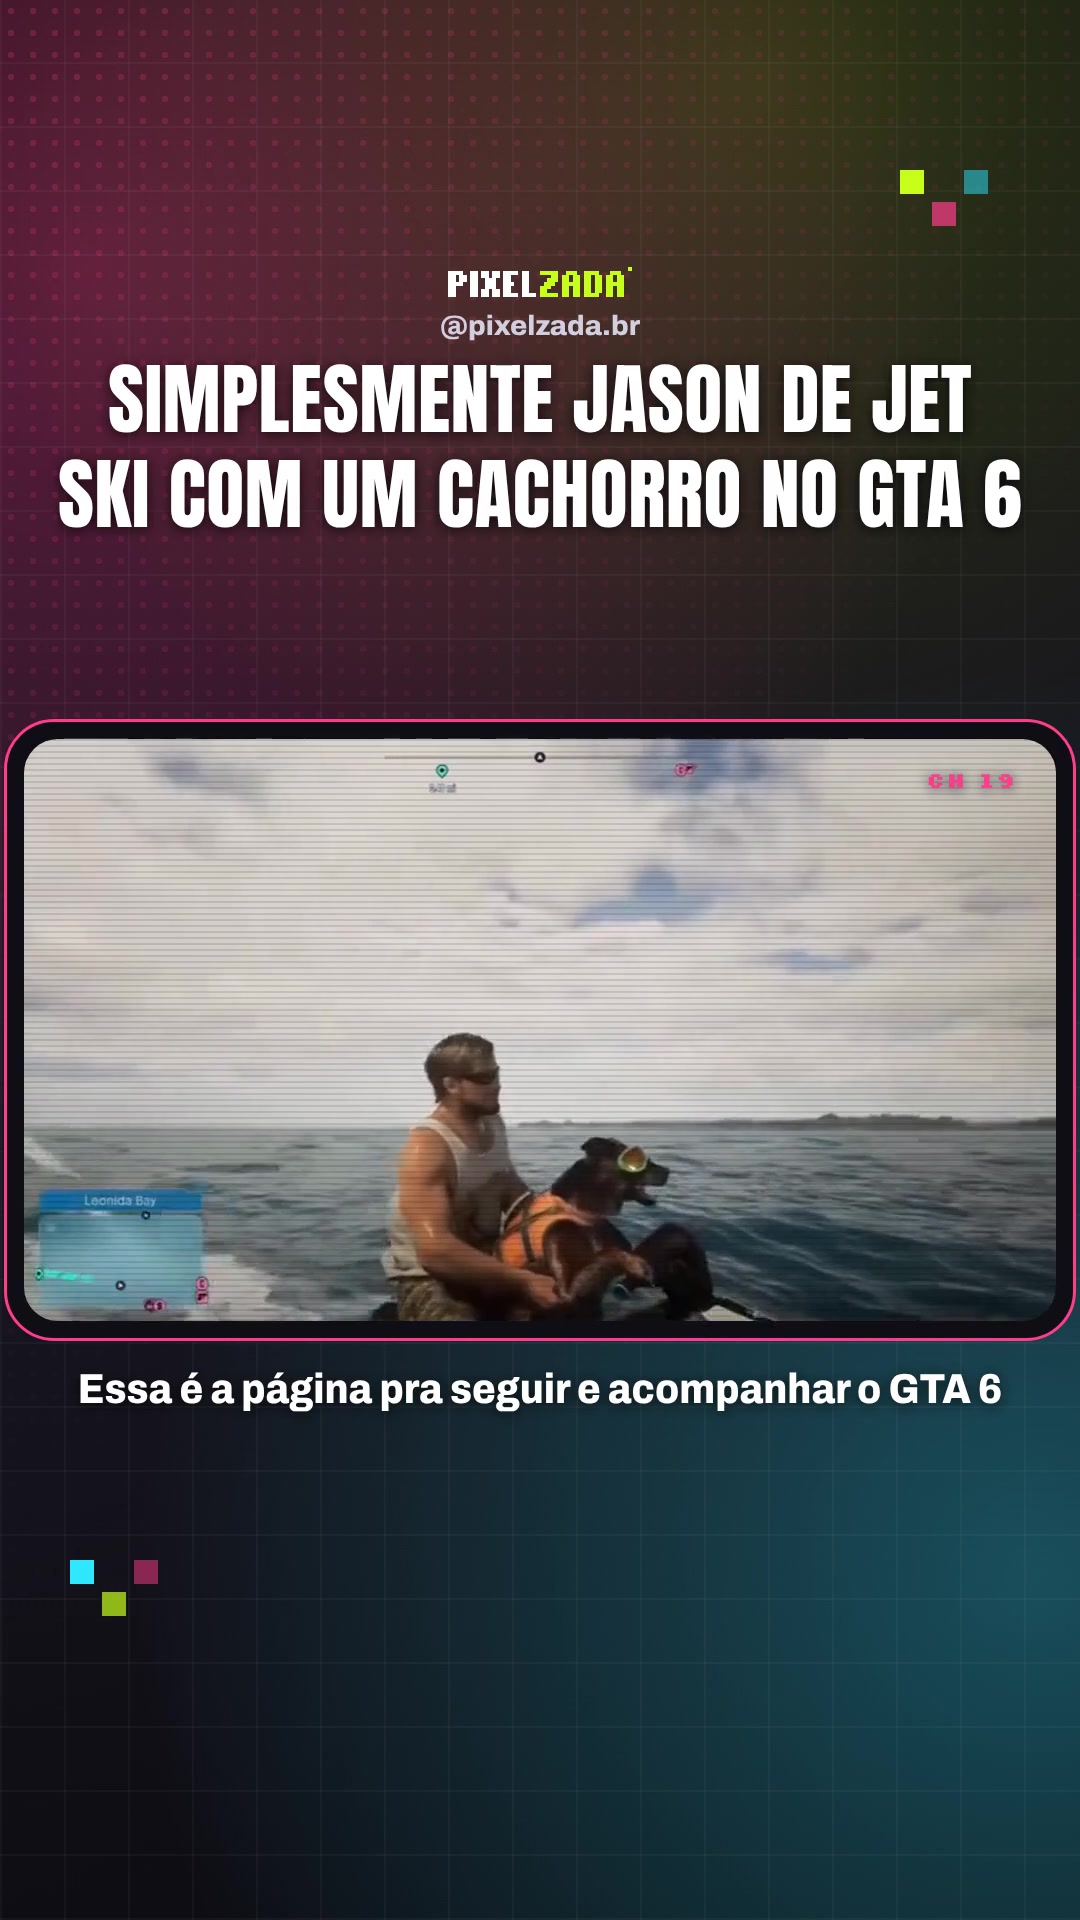 PIXELZADA
@pixelzada.br
SIMPLESMENTE JASON DE JET
SKI COM UM CACHORRO NO GTA 6
CH 19
Leonida Bay
Essa é a página pra seguir e acompanhar o GTA 6